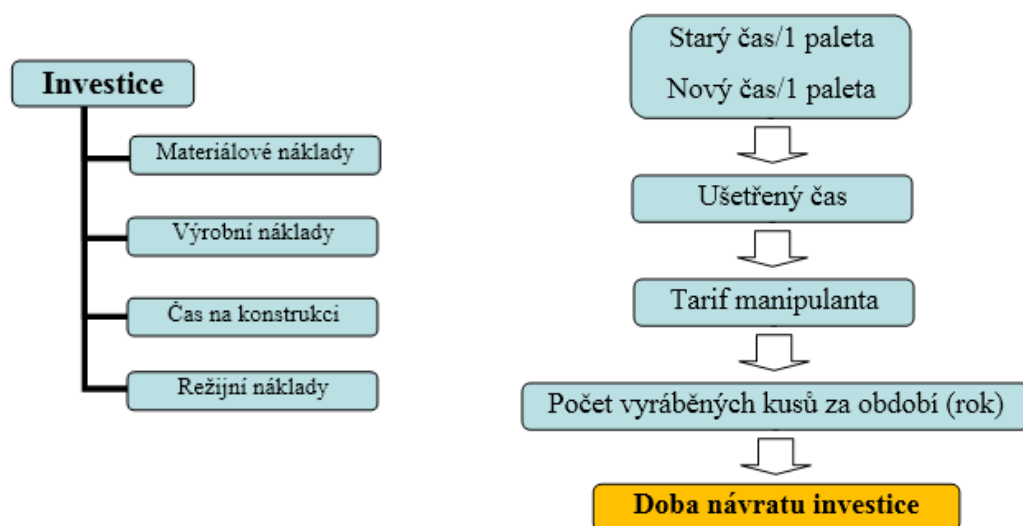 Investice
Materiálové náklady
Výrobní náklady
Čas na konstrukci
Režijní náklady
Starý čas/1 paleta
Nový čas/1 paleta
Ušetřený čas
Tarif manipulanta
Počet vyráběných kusů za období (rok)
Doba návratu investice